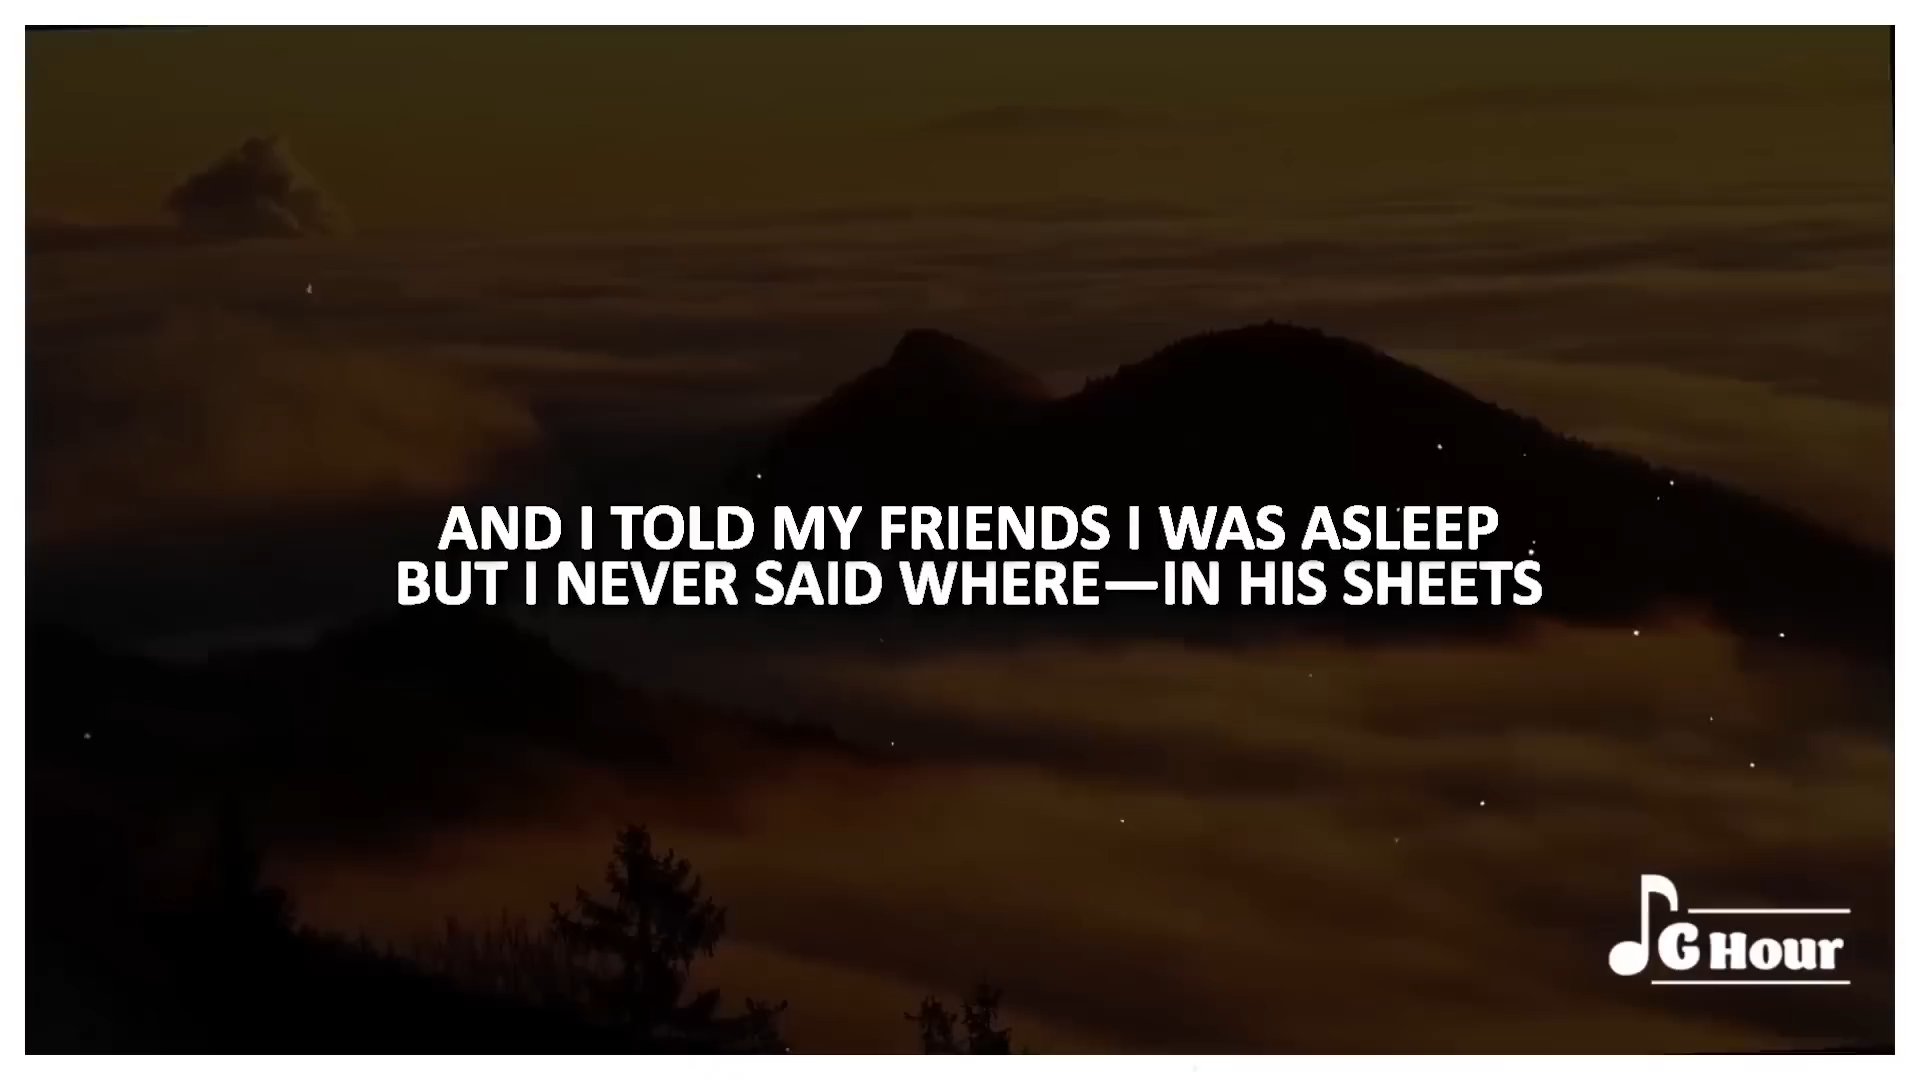 AND I TOLD MY FRIENDS I WAS ASLEEP
BUT I NEVER SAID WHERE—IN HIS SHEETS
G Hour